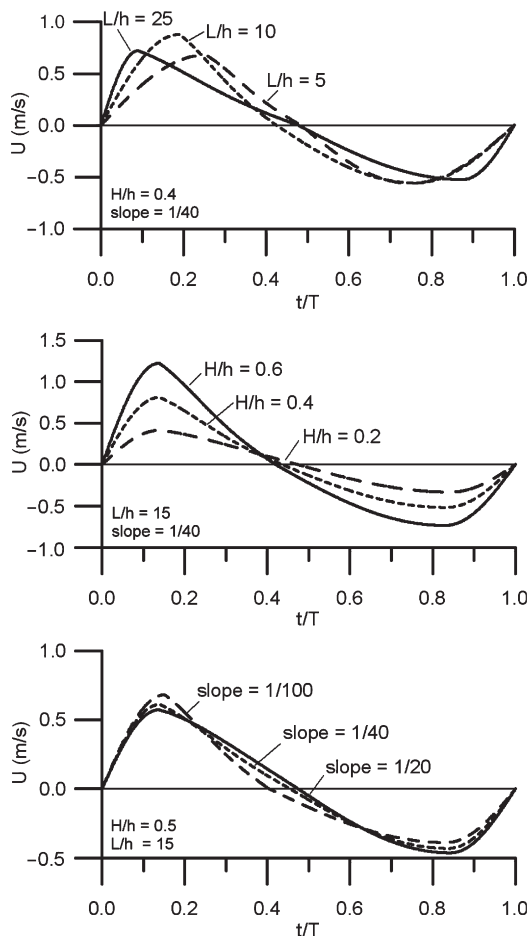 L/h = 25
L/h = 10
L/h = 5
1.0
0.5
0.0
−0.5
−1.0
U (m/s)
H/h = 0.4
slope = 1/40
0.0 0.2 0.4 0.6 0.8 1.0
t/T
1.5
1.0
0.5
0.0
−0.5
−1.0
U (m/s)
H/h = 0.6
H/h = 0.4
H/h = 0.2
L/h = 15
slope = 1/40
0.0 0.2 0.4 0.6 0.8 1.0
t/T
1.0
0.5
0.0
−0.5
U (m/s)
slope = 1/100
slope = 1/40
slope = 1/20
H/h = 0.5
L/h = 15
0.0 0.2 0.4 0.6 0.8 1.0
t/T